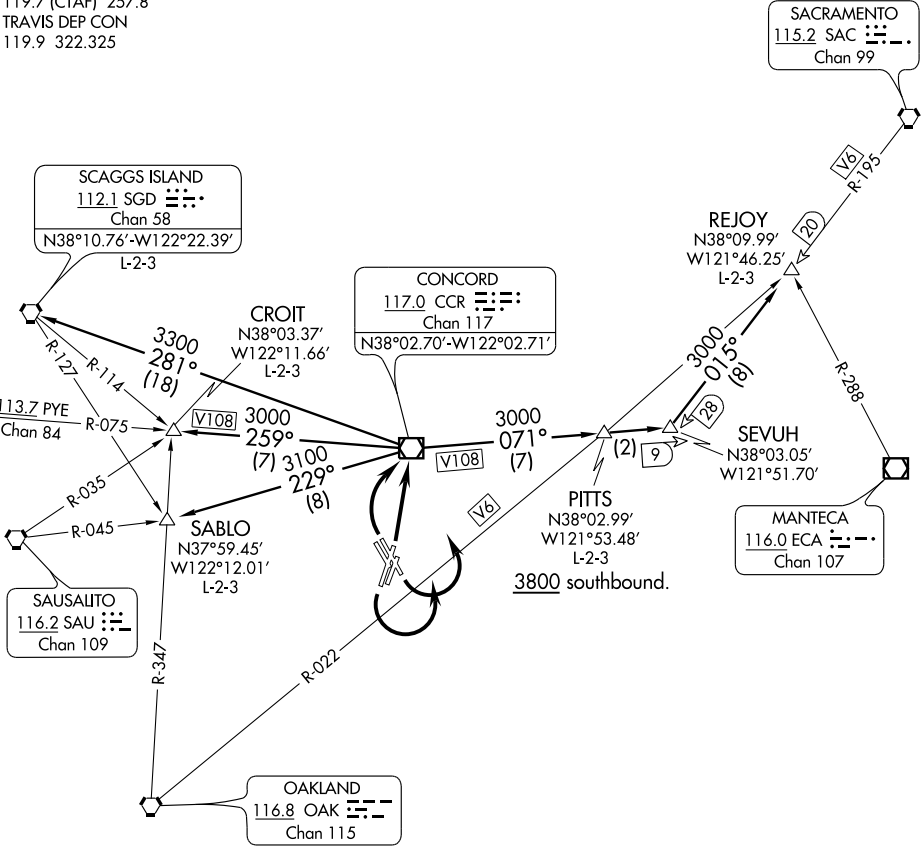 119.7 (CTAF) 257.8
TRAVIS DEP CON
119.9 322.325
SACRAMENTO
115.2 SAC
Chan 99
V6
R-195
20
REJOY
N38°09.99′
W121°46.25′
L-2-3
SCAGGS ISLAND
112.1 SGD
Chan 58
N38°10.76′-W122°22.39′
L-2-3
CONCORD
117.0 CCR
Chan 117
N38°02.70′-W122°02.71′
CROIT
N38°03.37′
W122°11.66′
L-2-3
3300
281°
(18)
R-127
R-114
113.7 PYE
Chan 84
R-075
V108
3000
259°
(7)
3100
229°
(8)
3000
071°
(7)
V108
(2)
9
28
3000
015°
(8)
R-288
SEVUH
N38°03.05′
W121°51.70′
PITTS
N38°02.99′
W121°53.48′
L-2-3
3800 southbound.
V6
R-035
R-045
SABLO
N37°59.45′
W122°12.01′
L-2-3
MANTECA
116.0 ECA
Chan 107
SAUSALITO
116.2 SAU
Chan 109
R-347
R-022
OAKLAND
116.8 OAK
Chan 115